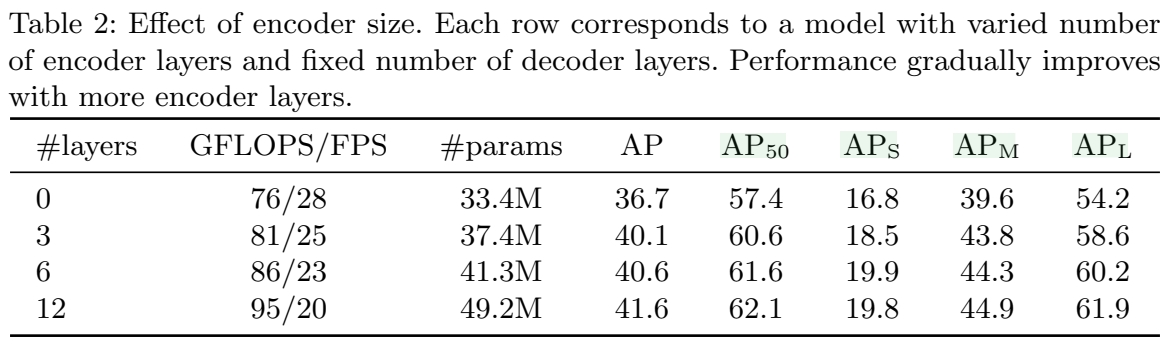 Table 2: Effect of encoder size. Each row corresponds to a model with varied number
of encoder layers and fixed number of decoder layers. Performance gradually improves
with more encoder layers.
#layers GFLOPS/FPS #params AP AP50 APS APM APL
0 76/28 33.4M 36.7 57.4 16.8 39.6 54.2
3 81/25 37.4M 40.1 60.6 18.5 43.8 58.6
6 86/23 41.3M 40.6 61.6 19.9 44.3 60.2
12 95/20 49.2M 41.6 62.1 19.8 44.9 61.9